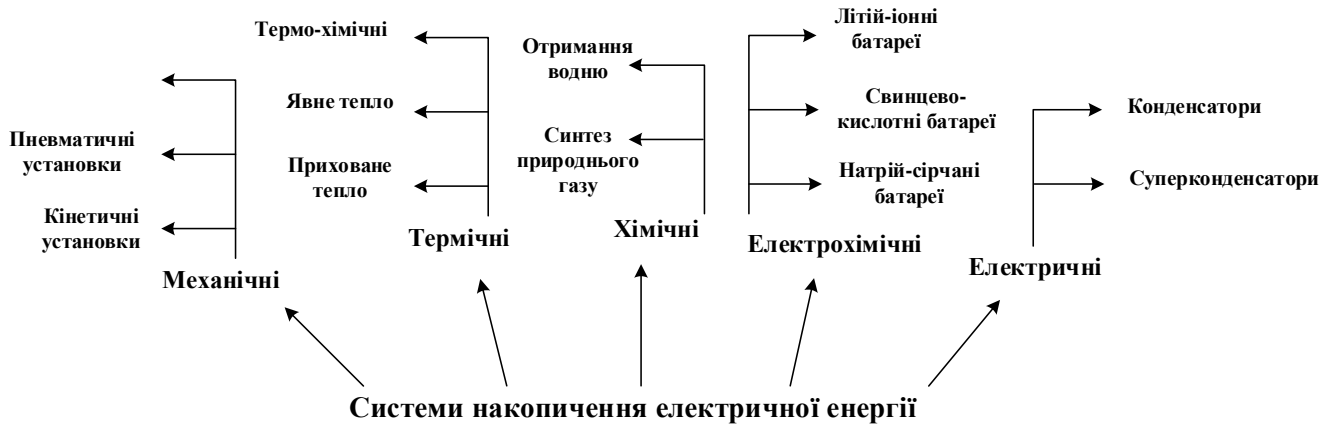 Термо-хімічні
Явне тепло
Приховане
тепло
Термічні
Пневматичні
установки
Кінетичні
установки
Механічні
Отримання
водню
Синтез
природнього
газу
Хімічні
Літій-іонні
батареї
Свинцево-
кислотні батареї
Натрій-сірчані
батареї
Електрохімічні
Конденсатори
Суперконденсатори
Електричні
Системи накопичення електричної енергії